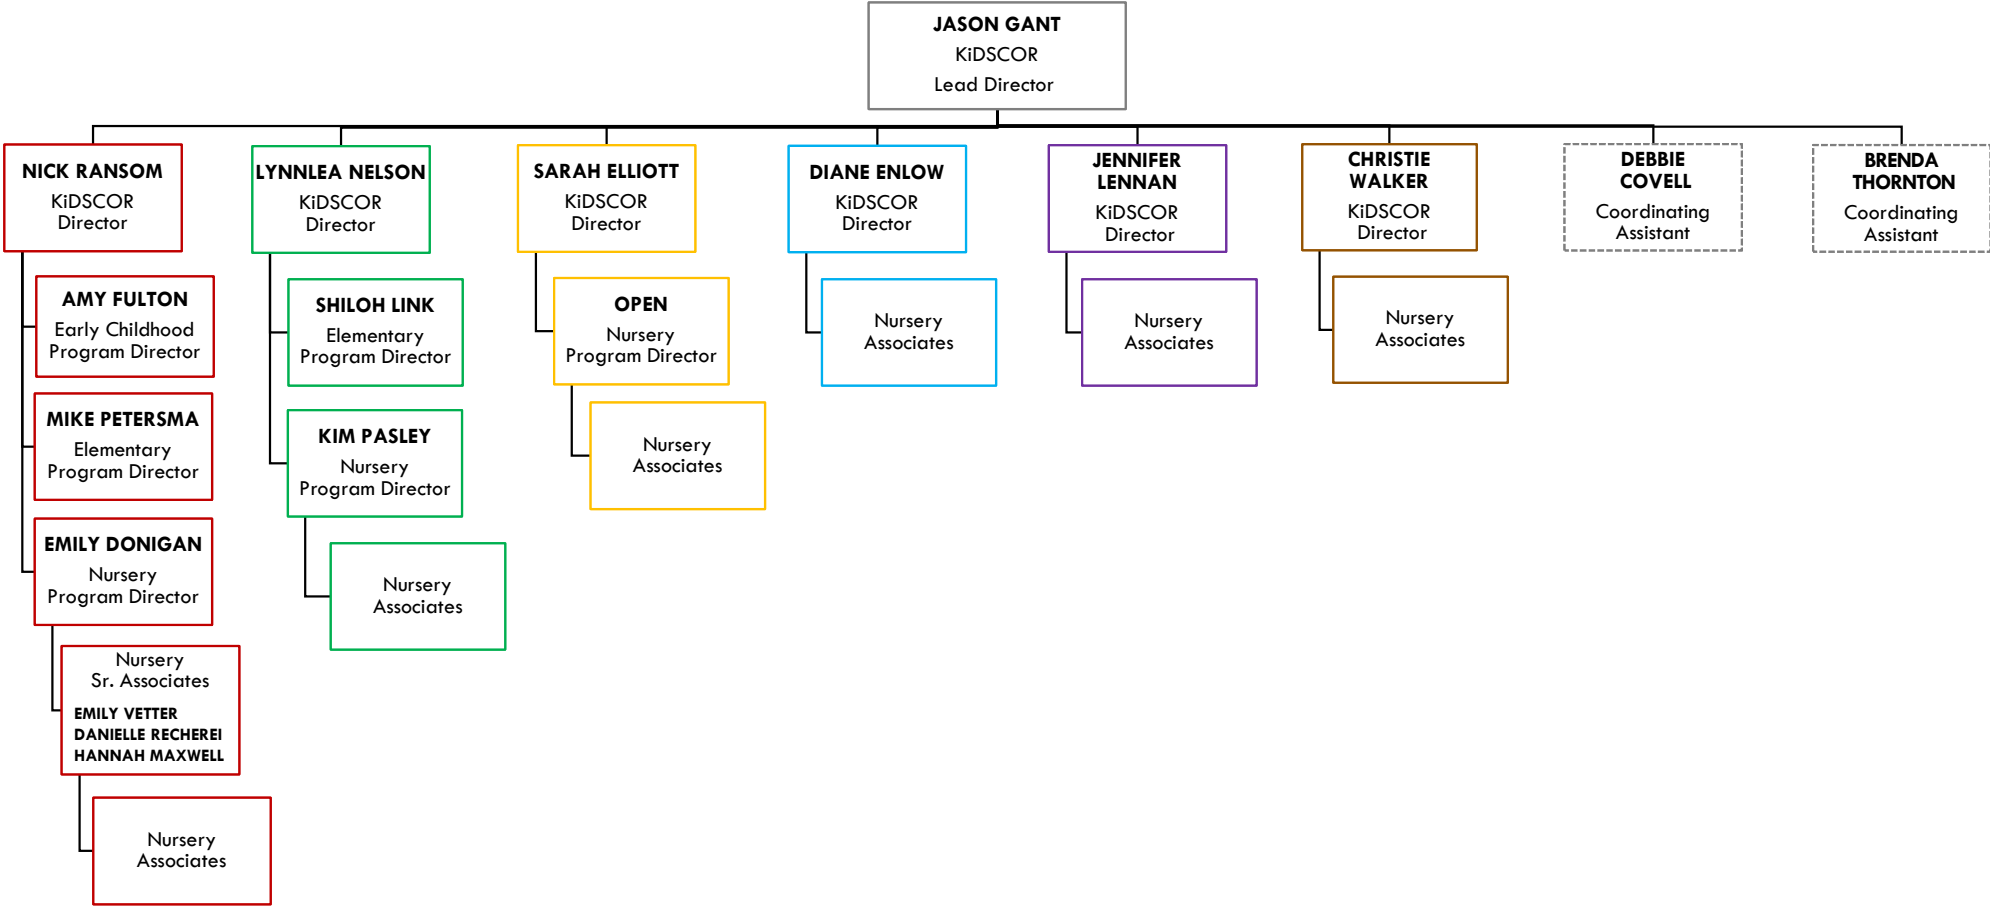 JASON GANT
KiDSCOR
Lead Director
NICK RANSOM
KiDSCOR
Director
AMY FULTON
Early Childhood
Program Director
MIKE PETERSMA
Elementary
Program Director
EMILY DONIGAN
Nursery
Program Director
Nursery
Sr. Associates
EMILY VETTER
DANIELLE RECHEREI
HANNAH MAXWELL
Nursery
Associates
LYNNLEA NELSON
KiDSCOR
Director
SHILOH LINK
Elementary
Program Director
KIM PASLEY
Nursery
Program Director
Nursery
Associates
SARAH ELLIOTT
KiDSCOR
Director
OPEN
Nursery
Program Director
Nursery
Associates
DIANE ENLOW
KiDSCOR
Director
Nursery
Associates
JENNIFER
LENNAN
KiDSCOR
Director
Nursery
Associates
CHRISTIE
WALKER
KiDSCOR
Director
Nursery
Associates
DEBBIE
COVELL
Coordinating
Assistant
BRENDA
THORNTON
Coordinating
Assistant